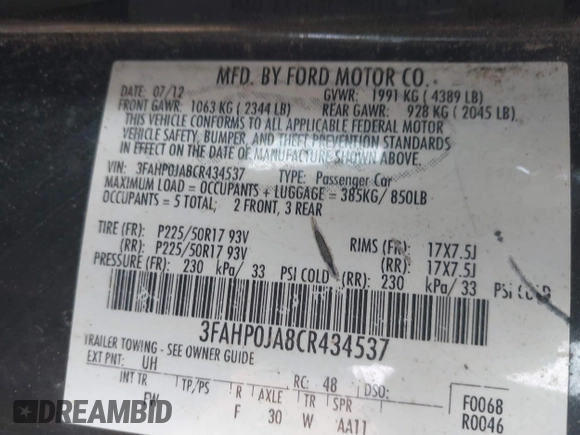 MFD. BY FORD MOTOR CO.
DATE: 07/12 GVWR: 1991 KG ( 4389 LB)
FRONT GAWR: 1063 KG ( 2344 LB) REAR GAWR: 928 KG ( 2045 LB)
THIS VEHICLE CONFORMS TO ALL APPLICABLE FEDERAL MOTOR
VEHICLE SAFETY, BUMPER, AND THEFT PREVENTION STANDARDS
IN EFFECT ON THE DATE OF MANUFACTURE SHOWN ABOVE.
VIN: 3FAHP0JA8CR434537 TYPE: Passenger Car
MAXIMUM LOAD = OCCUPANTS + LUGGAGE = 385KG/ 850LB
OCCUPANTS = 5 TOTAL; 2 FRONT, 3 REAR
TIRE (FR): P225/50R17 93V RIMS (FR): 17X7.5J
(RR): P225/50R17 93V (RR): 17X7.5J
PRESSURE (FR): 230 kPa/ 33 PSI COLD (RR): 230 kPa/ 33 PSI COLD
3FAHP0JA8CR434537
TRAILER TOWING - SEE OWNER GUIDE
EXT PNT: UH RC: 48 DSO: F0068
INT TR TP/PS R AXLE TR SPR R0046
FW F 30 W AA11
DREAMBID
DREAMBID.COM